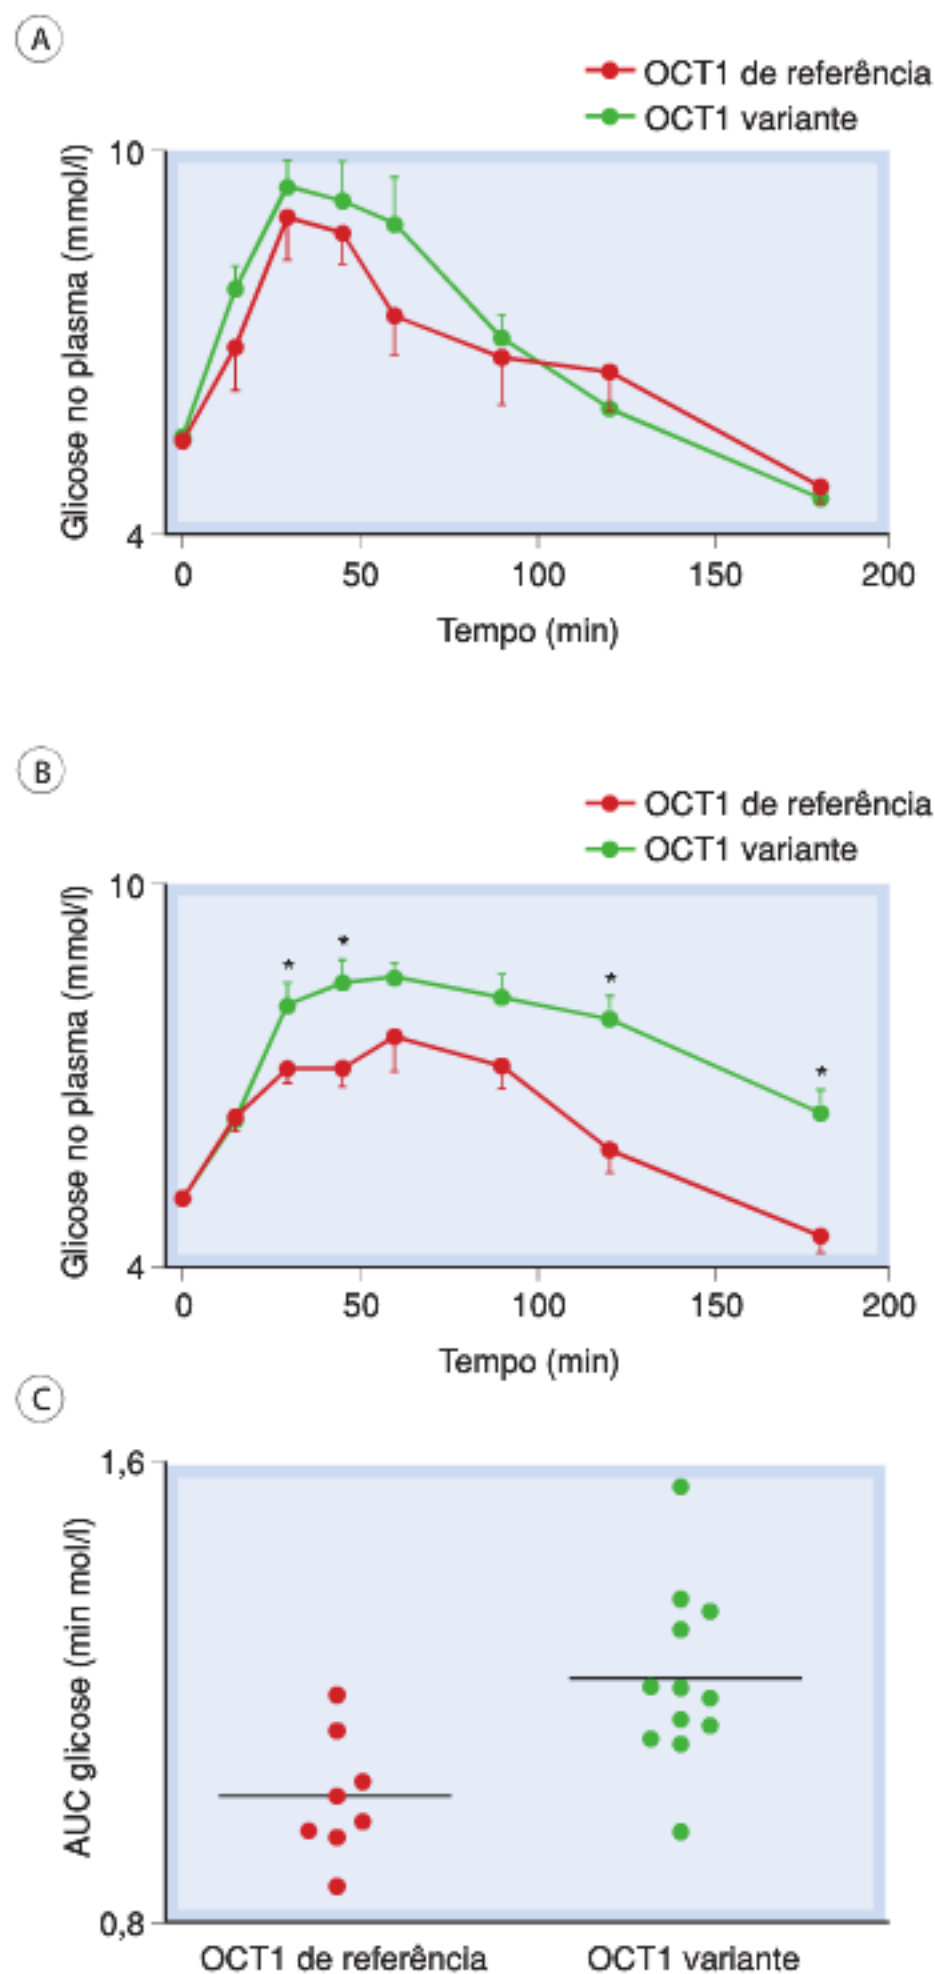 A
OCT1 de referência
OCT1 variante
Glicose no plasma (mmol/l)
10
4
0 50 100 150 200
Tempo (min)
B
OCT1 de referência
OCT1 variante
Glicose no plasma (mmol/l)
10
4
* * * *
0 50 100 150 200
Tempo (min)
C
AUC glicose (min mol/l)
1,6
0,8
OCT1 de referência OCT1 variante